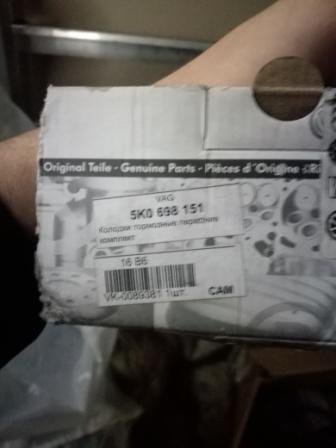 Original Teile · Genuine Parts · Pièces d'Origine
VAG
5K0 698 151
Колодки тормозные передние
комплект
16 B6
VK-0089381 1шт.
CAM